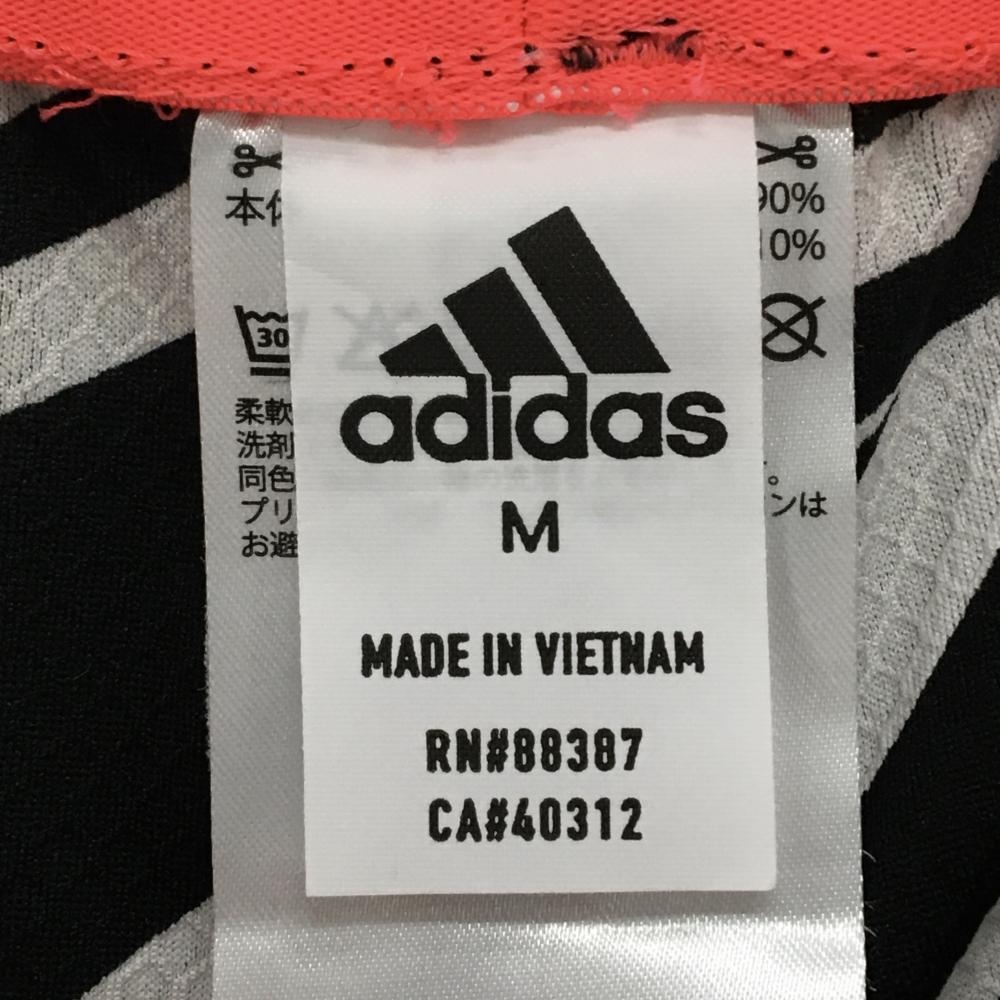 adidas
M
MADE IN VIETNAM
RN#88387
CA#40312
本体
90%
10%
30
柔軟
洗剤
同色
プリ
ンは
お避